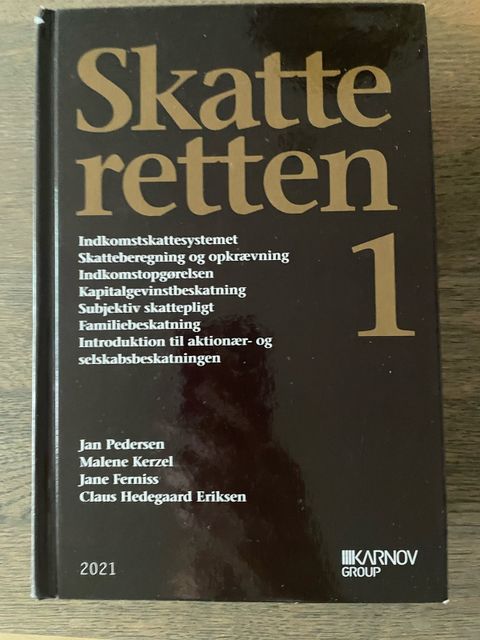 Skatte
retten
1
Indkomstskattesystemet
Skatteberegning og opkrævning
Indkomstopgørelsen
Kapitalgevinstbeskatning
Subjektiv skattepligt
Familiebeskatning
Introduktion til aktionær- og
selskabsbeskatningen
Jan Pedersen
Malene Kerzel
Jane Ferniss
Claus Hedegaard Eriksen
2021
KARNOV
GROUP